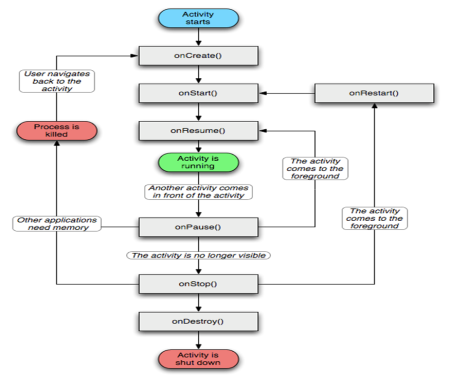 Activity
starts
onCreate()
User navigates
back to the
activity
onStart()
onRestart()
Process is
killed
onResume()
Activity is
running
The activity
comes to the
foreground
Another activity comes
in front of the activity
Other applications
need memory
onPause()
The activity
comes to the
foreground
The activity is no longer visible
onStop()
onDestroy()
Activity is
shut down